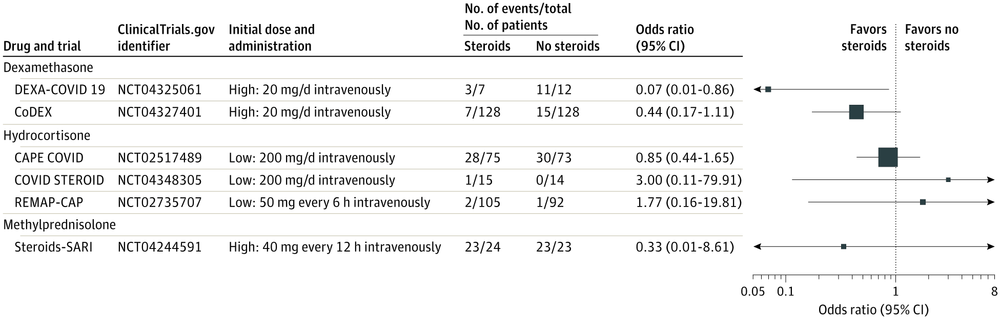 No. of events/total
No. of patients
ClinicalTrials.gov Initial dose and Odds ratio Favors Favors no
Drug and trial identifier administration Steroids No steroids (95% CI) steroids steroids
Dexamethasone
DEXA-COVID 19 NCT04325061 High: 20 mg/d intravenously 3/7 11/12 0.07 (0.01-0.86)
CoDEX NCT04327401 High: 20 mg/d intravenously 7/128 15/128 0.44 (0.17-1.11)
Hydrocortisone
CAPE COVID NCT02517489 Low: 200 mg/d intravenously 28/75 30/73 0.85 (0.44-1.65)
COVID STEROID NCT04348305 Low: 200 mg/d intravenously 1/15 0/14 3.00 (0.11-79.91)
REMAP-CAP NCT02735707 Low: 50 mg every 6 h intravenously 2/105 1/92 1.77 (0.16-19.81)
Methylprednisolone
Steroids-SARI NCT04244591 High: 40 mg every 12 h intravenously 23/24 23/23 0.33 (0.01-8.61)
0.05 0.1 1 8
Odds ratio (95% CI)